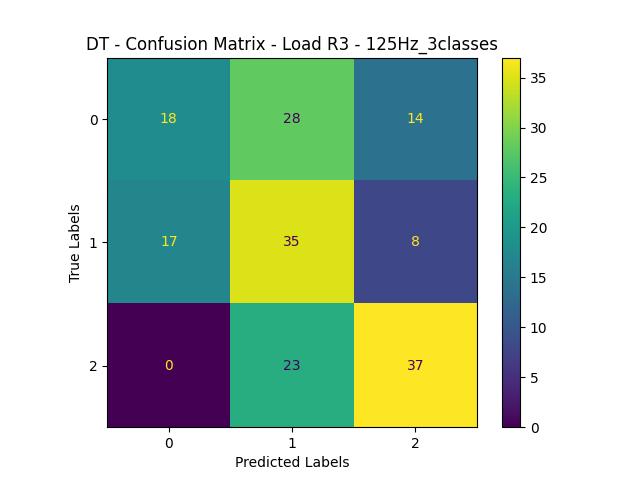 DT - Confusion Matrix - Load R3 - 125Hz_3classes
True Labels
0 18 28 14
1 17 35 8
2 0 23 37
0 1 2
Predicted Labels
35
30
25
20
15
10
5
0